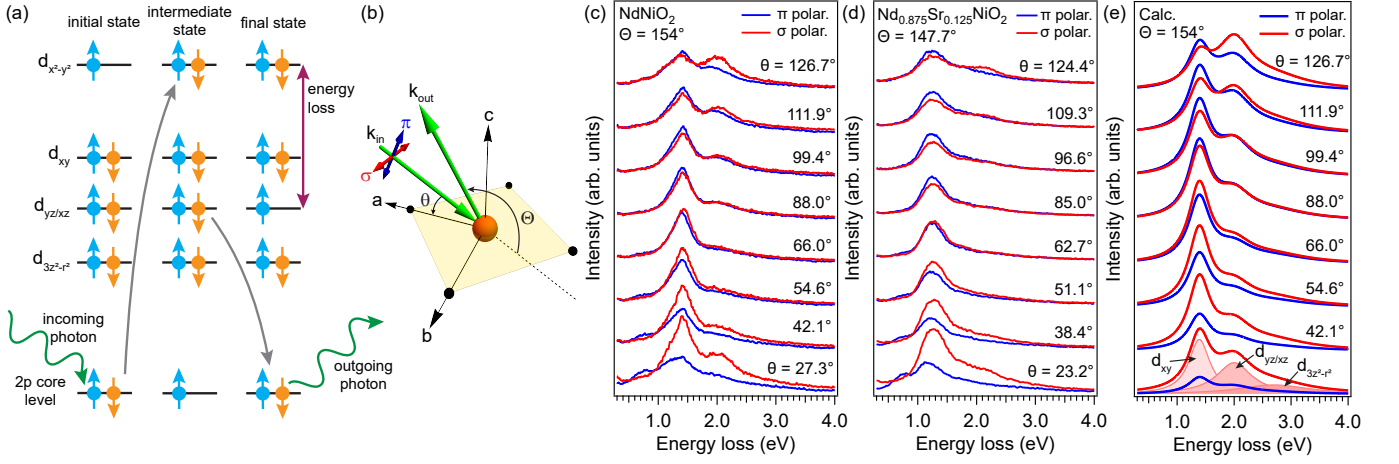 (a)
initial state
intermediate
state
final state
dx²-y²
energy
loss
dxy
dyz/xz
d3z²-r²
incoming
photon
outgoing
photon
2p core
level
(b)
kout
kin
π
σ
c
θ
Θ
a
b
(c)
NdNiO2
Θ = 154°
π polar.
σ polar.
θ = 126.7°
111.9°
99.4°
88.0°
66.0°
54.6°
42.1°
θ = 27.3°
Intensity (arb. units)
1.0 2.0 3.0 4.0
Energy loss (eV)
(d)
Nd0.875Sr0.125NiO2
Θ = 147.7°
π polar.
σ polar.
θ = 124.4°
109.3°
96.6°
85.0°
62.7°
51.1°
38.4°
θ = 23.2°
Intensity (arb. units)
1.0 2.0 3.0 4.0
Energy loss (eV)
(e)
Calc.
Θ = 154°
π polar.
σ polar.
θ = 126.7°
111.9°
99.4°
88.0°
66.0°
54.6°
42.1°
dxy
dyz/xz
d3z²-r²
Intensity (arb. units)
1.0 2.0 3.0 4.0
Energy loss (eV)